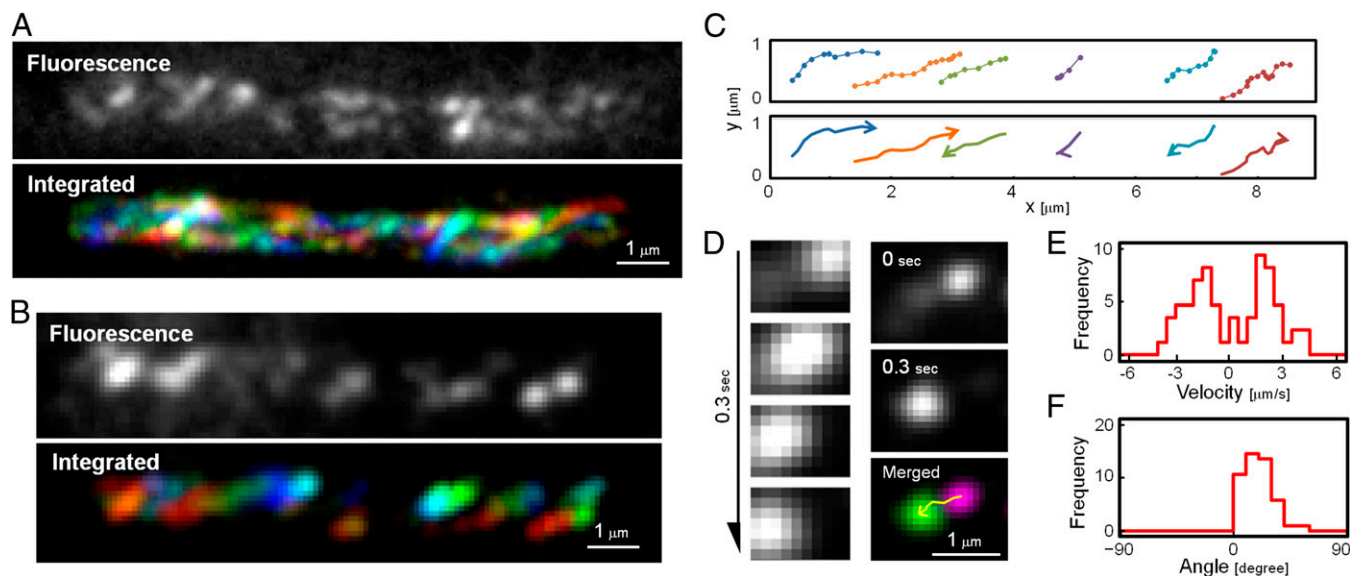 A
Fluorescence
Integrated
1 μm
B
Fluorescence
Integrated
1 μm
C
1
0
1
0
y [μm]
0 2 4 6 8
x [μm]
D
0.3 sec
0 sec
0.3 sec
Merged
1 μm
E
10
5
0
Frequency
-6 -3 0 3 6
Velocity [μm/s]
F
20
10
0
Frequency
−90 0 90
Angle [degree]